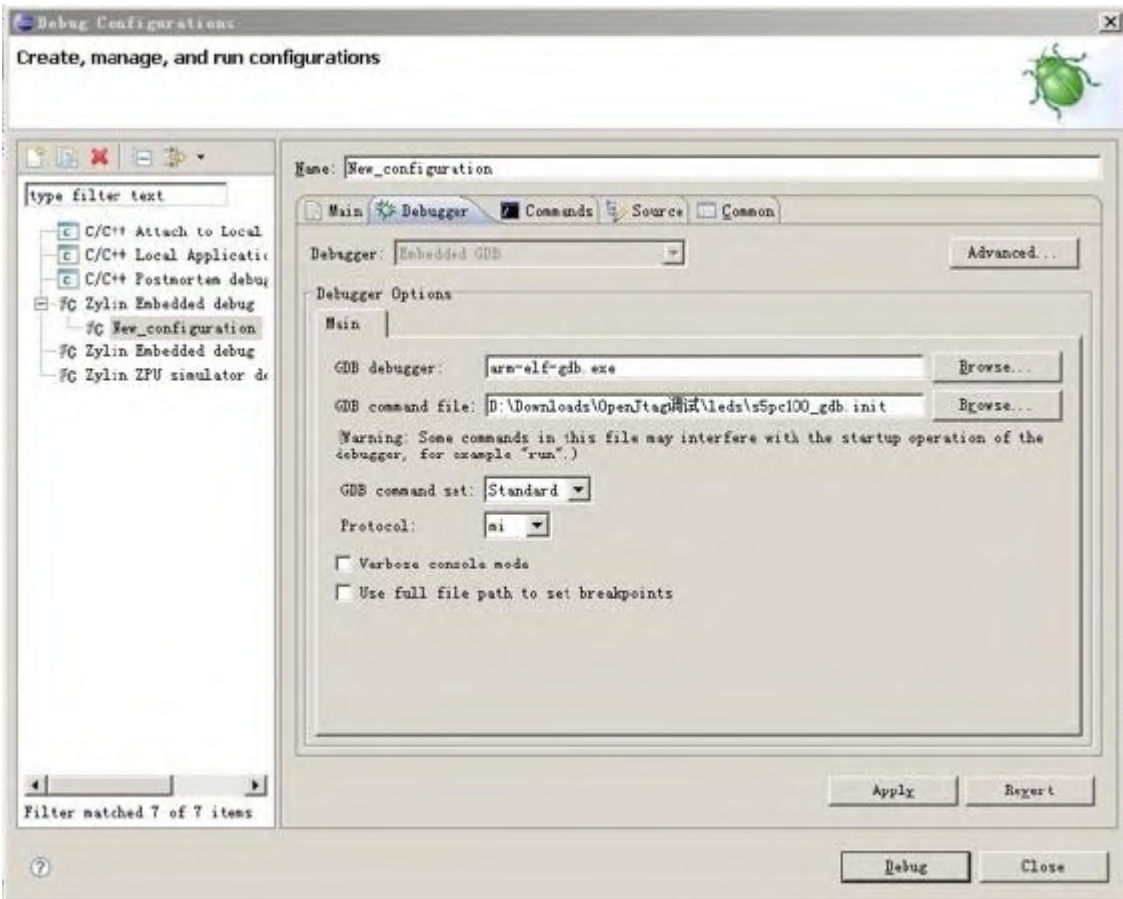 Debug Configurations
Create, manage, and run configurations
Name: New_configuration
type filter text
Main Debugger Commands Source Common
C/C++ Attach to Local
C/C++ Local Applicatic
C/C++ Postmortem debug
Zylin Embedded debug
New_configuration
Zylin Embedded debug
Zylin ZPU simulator de
Debugger: Embedded GDB Advanced...
Debugger Options
Main
GDB debugger: arm-elf-gdb.exe Browse...
GDB command file: D:\Downloads\OpenJtag调试\leds\s5pc100_gdb.init Browse...
Warning: Some commands in this file may interfere with the startup operation of the
debugger, for example "run".)
GDB command set: Standard
Protocol: mi
Verbose console mode
Use full file path to set breakpoints
Apply Revert
Filter matched 7 of 7 items
Debug Close